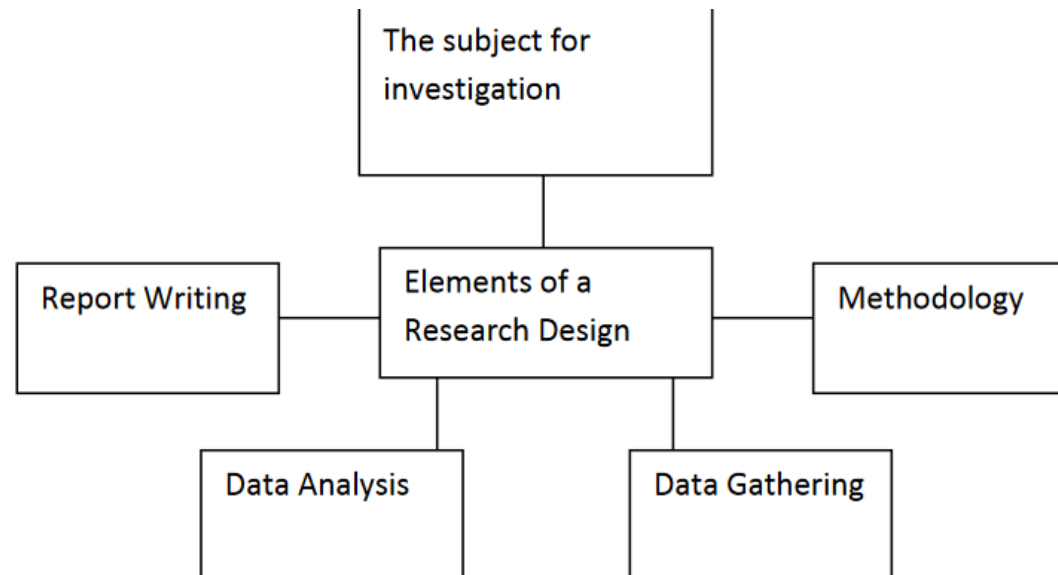 The subject for
investigation
Report Writing
Elements of a
Research Design
Methodology
Data Analysis
Data Gathering